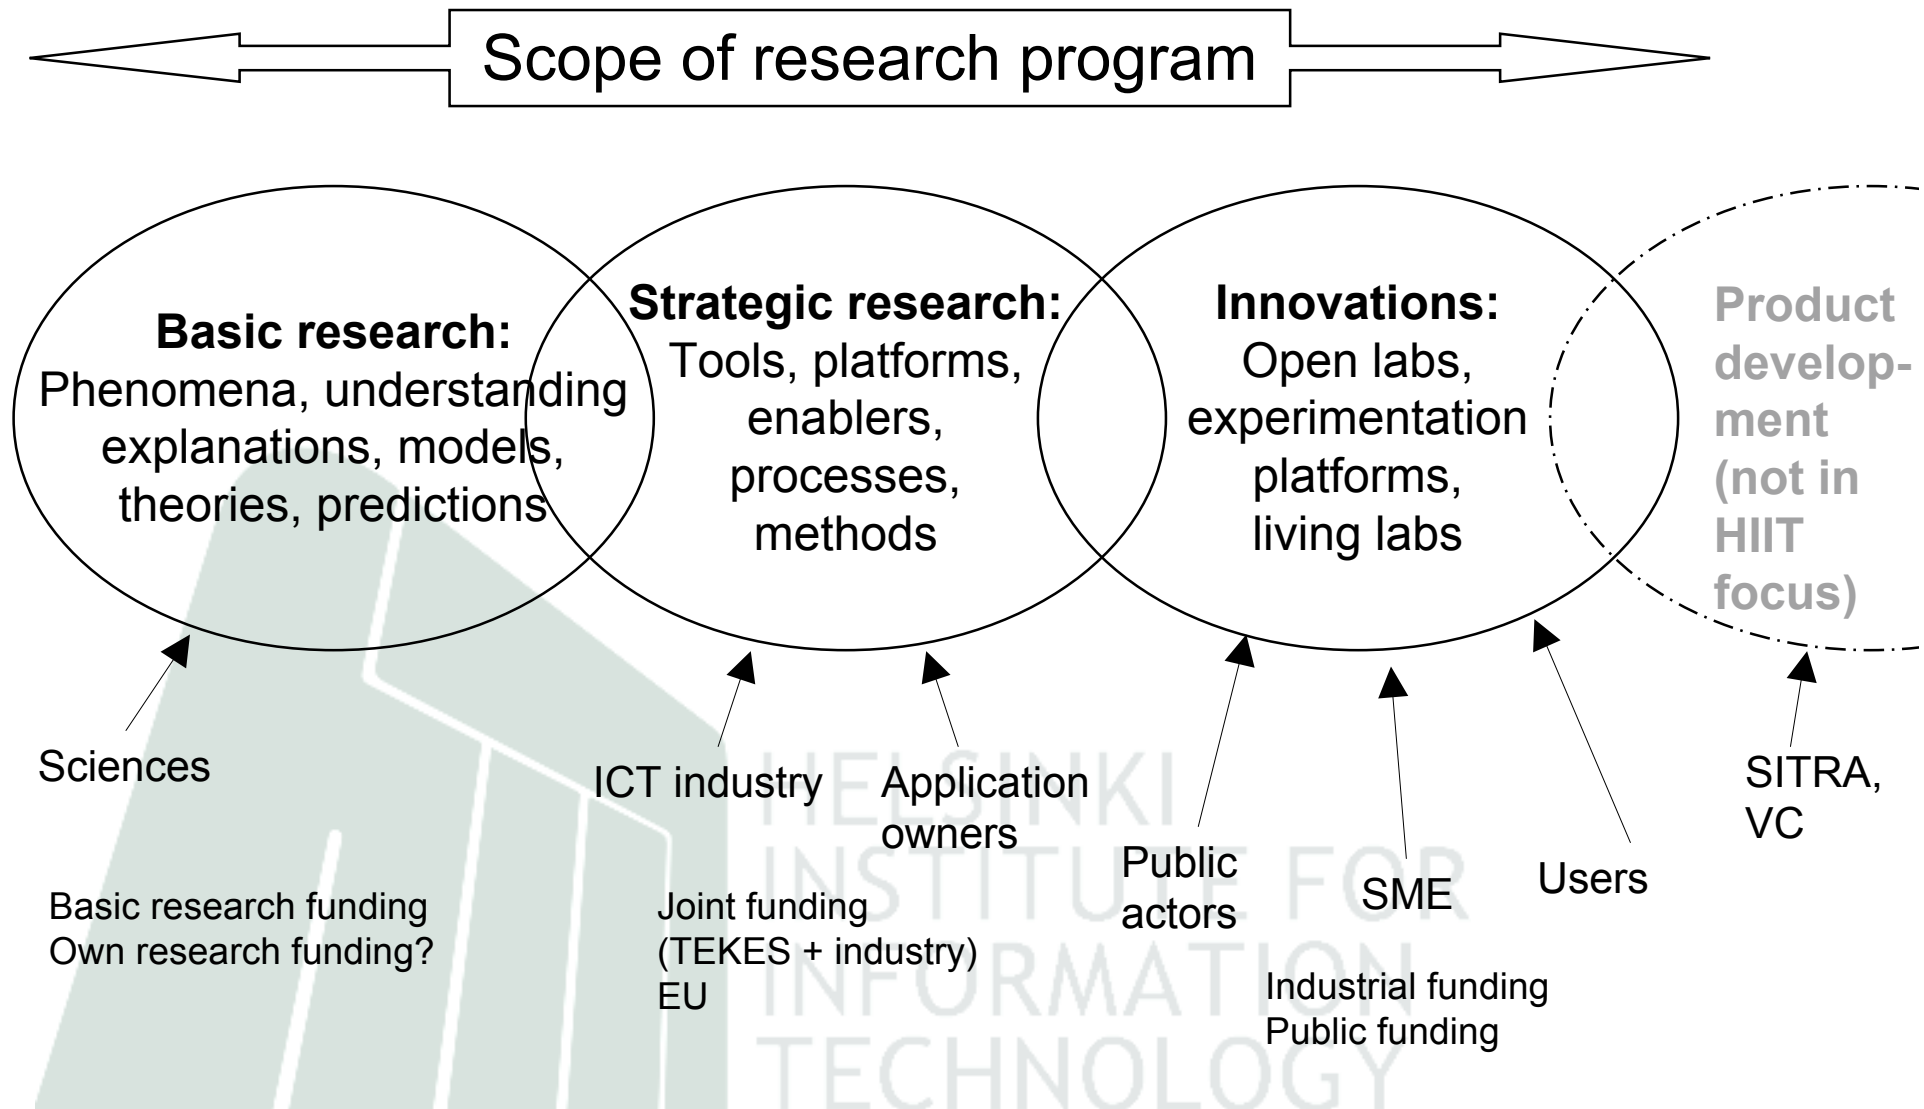 Scope of research program
Basic research:
Phenomena, understanding
explanations, models,
theories, predictions
Strategic research:
Tools, platforms,
enablers,
processes,
methods
Innovations:
Open labs,
experimentation
platforms,
living labs
Product
develop-
ment
(not in
HIIT
focus)
Sciences
ICT industry
Application
owners
Public
actors
SME
Users
SITRA,
VC
Basic research funding
Own research funding?
Joint funding
(TEKES + industry)
EU
Industrial funding
Public funding
HELSINKI
INSTITUTE FOR
INFORMATION
TECHNOLOGY